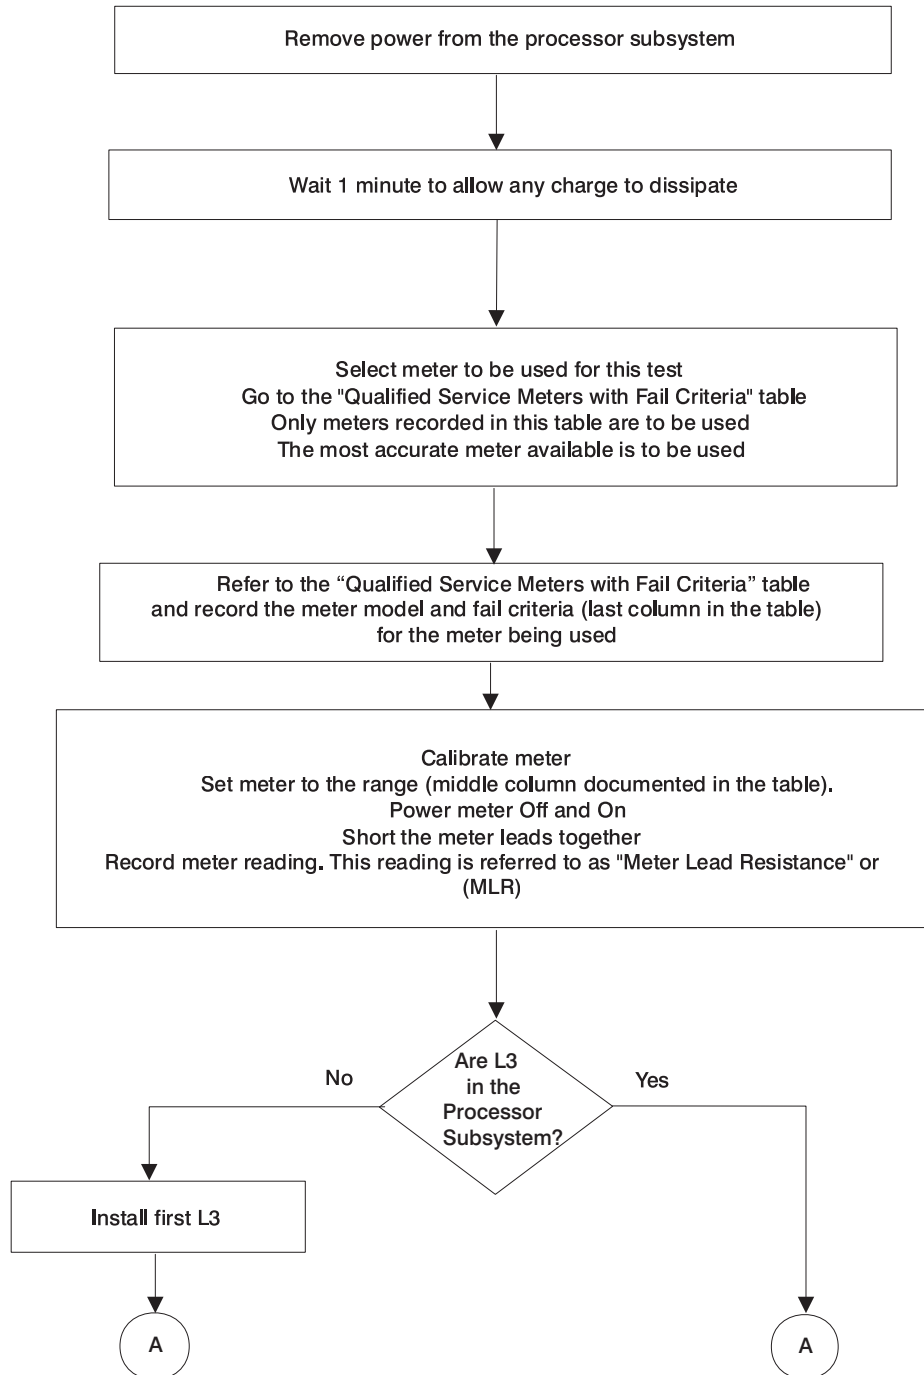 Remove power from the processor subsystem
Wait 1 minute to allow any charge to dissipate
Select meter to be used for this test
Go to the "Qualified Service Meters with Fail Criteria" table
Only meters recorded in this table are to be used
The most accurate meter available is to be used
Refer to the “Qualified Service Meters with Fail Criteria” table
and record the meter model and fail criteria (last column in the table)
for the meter being used
Calibrate meter
Set meter to the range (middle column documented in the table).
Power meter Off and On
Short the meter leads together
Record meter reading. This reading is referred to as "Meter Lead Resistance" or
(MLR)
Are L3
in the
Processor
Subsystem?
No
Yes
Install first L3
A
A